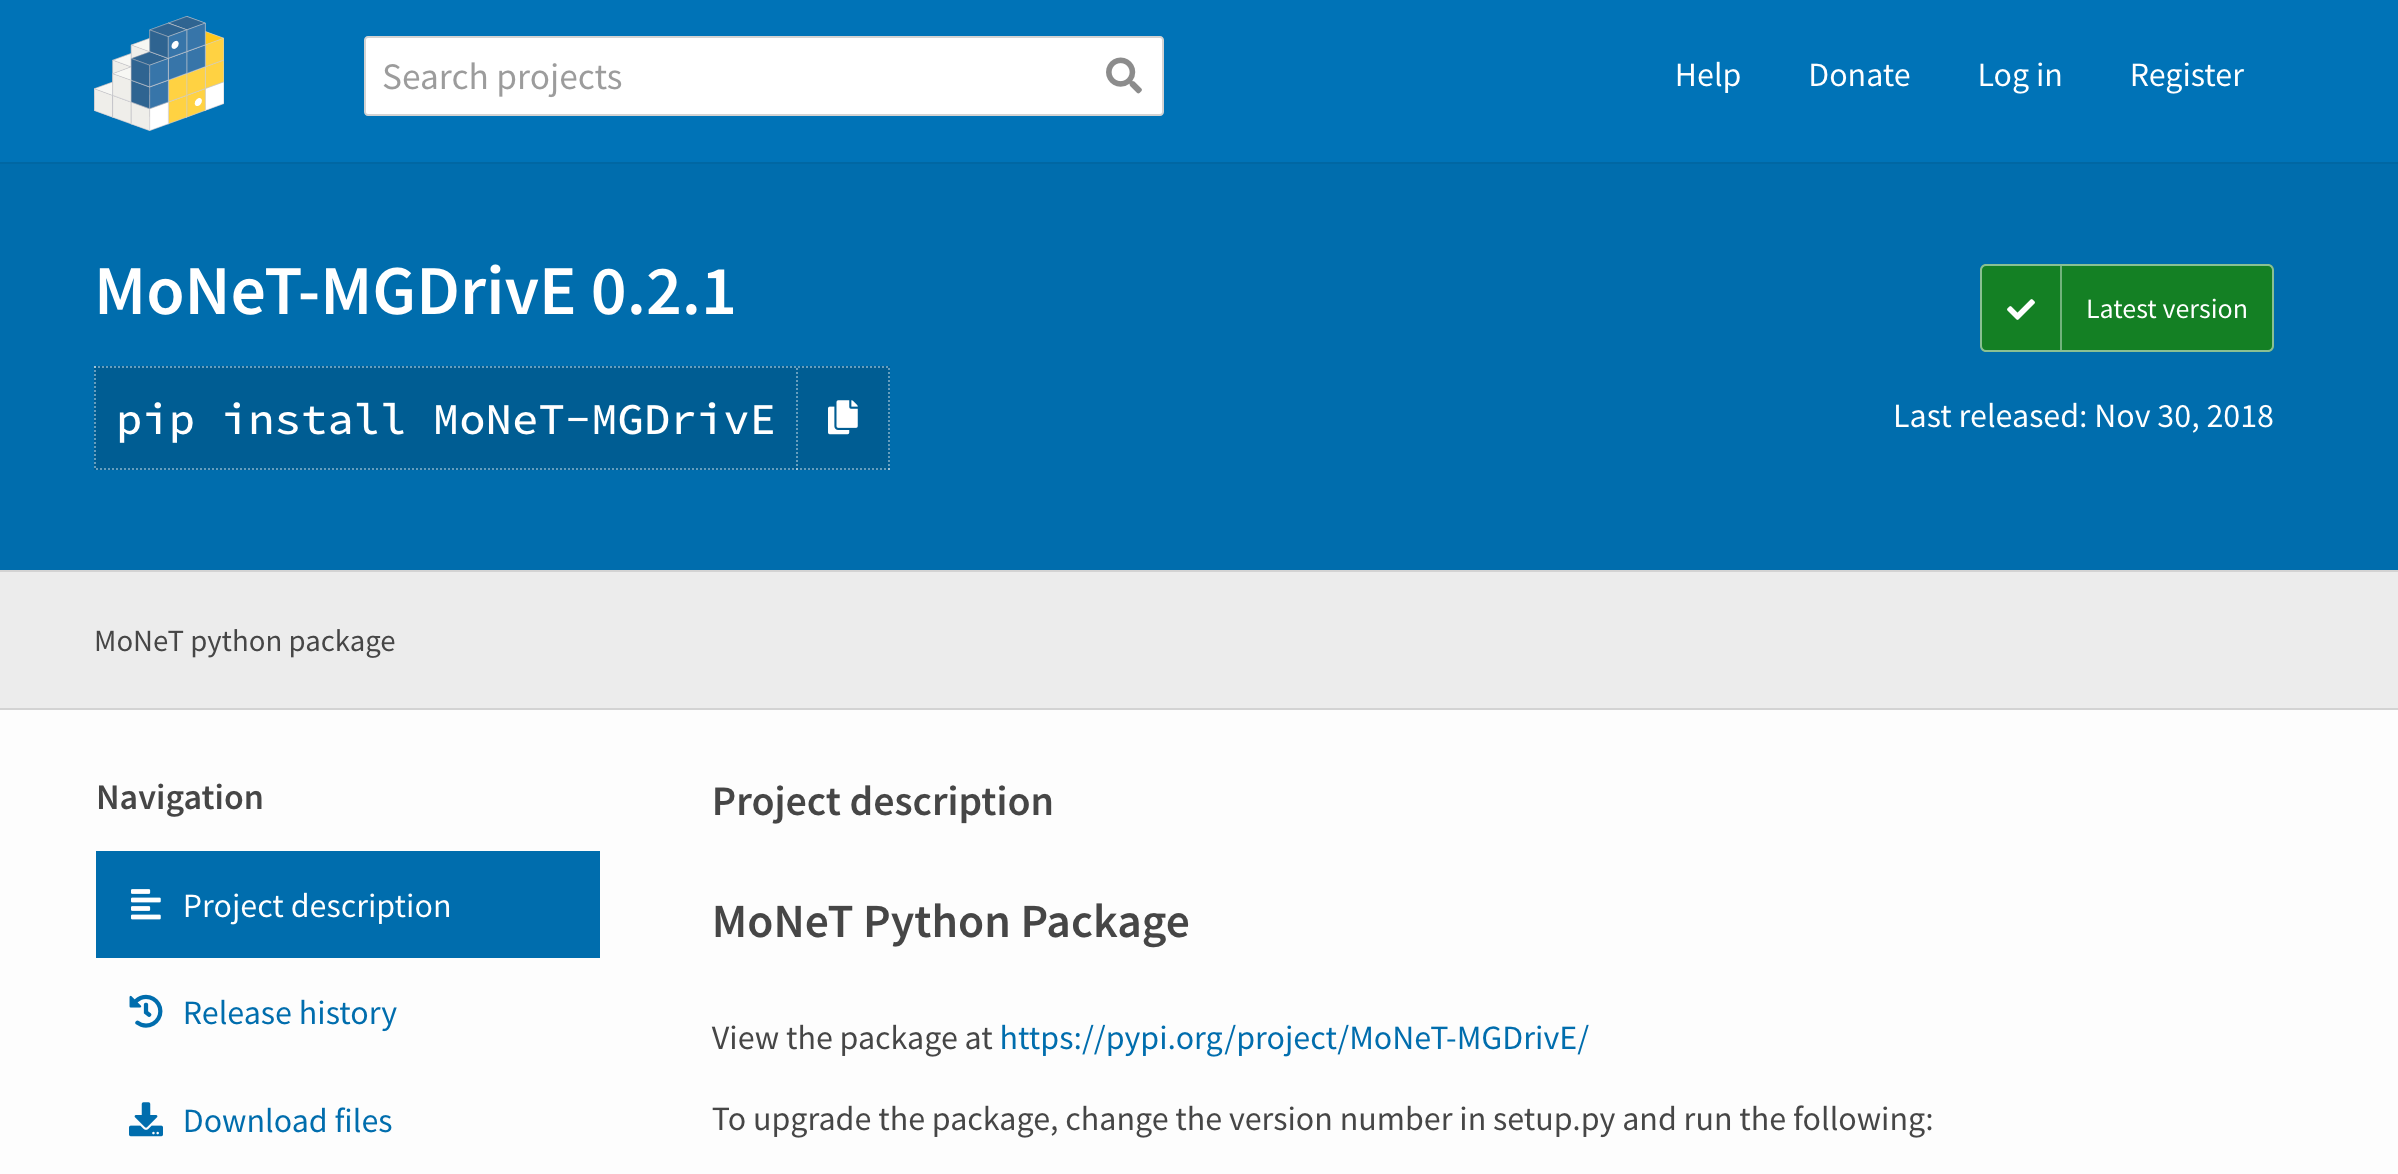 Search projects
Help
Donate
Log in
Register
MoNeT-MGDrivE 0.2.1
Latest version
pip install MoNeT-MGDrivE
Last released: Nov 30, 2018
MoNeT python package
Navigation
Project description
Release history
Download files
Project description
MoNeT Python Package
View the package at https://pypi.org/project/MoNeT-MGDrivE/
To upgrade the package, change the version number in setup.py and run the following: